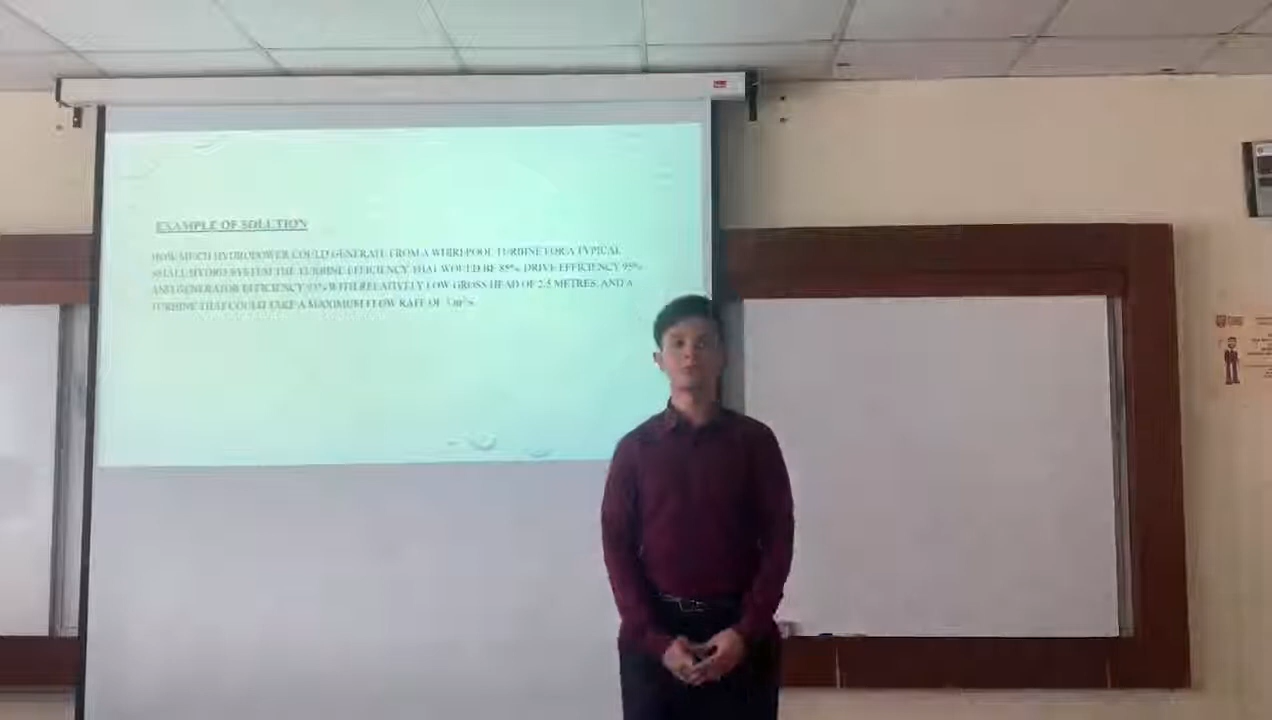 EXAMPLE OF SOLUTION
HOW MUCH HYDROPOWER COULD GENERATE FROM A WHIRLPOOL TURBINE FOR A TYPICAL
SMALL HYDRO SYSTEM THE TURBINE EFFICIENCY THAT WOULD BE 85%, DRIVE EFFICIENCY 95%
AND GENERATOR EFFICIENCY 93% WITH RELATIVELY LOW GROSS HEAD OF 2.5 METRES, AND A
TURBINE THAT COULD TAKE A MAXIMUM FLOW RATE OF